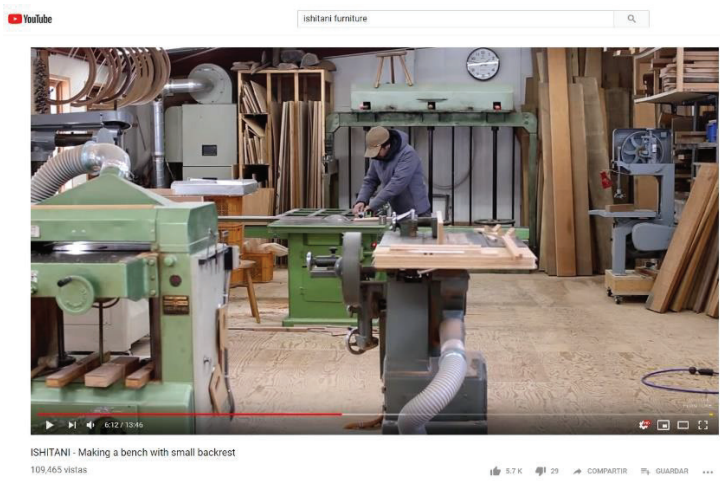 YouTube
ishitani furniture
6:12 / 13:46
ISHITANI - Making a bench with small backrest
109,465 vistas
5.7 K 29 COMPARTIR GUARDAR